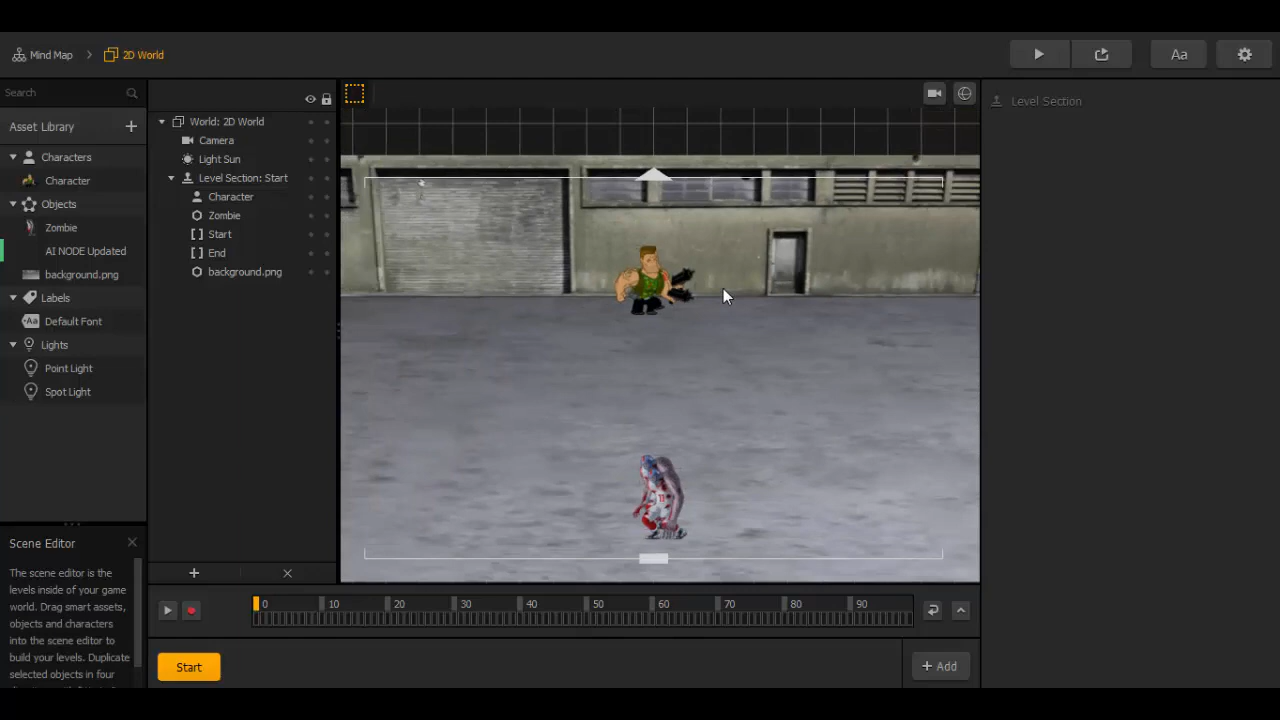 Mind Map
2D World
Aa
Search
Asset Library
Characters
Character
Objects
Zombie
AI NODE Updated
background.png
Labels
Aa
Default Font
Lights
Point Light
Spot Light
World: 2D World
Camera
Light Sun
Level Section: Start
Character
Zombie
Start
End
background.png
Level Section
Scene Editor
The scene editor is the
levels inside of your game
world. Drag smart assets,
objects and characters
into the scene editor to
build your levels. Duplicate
selected objects in four
0 10 20 30 40 50 60 70 80 90
Start
+ Add